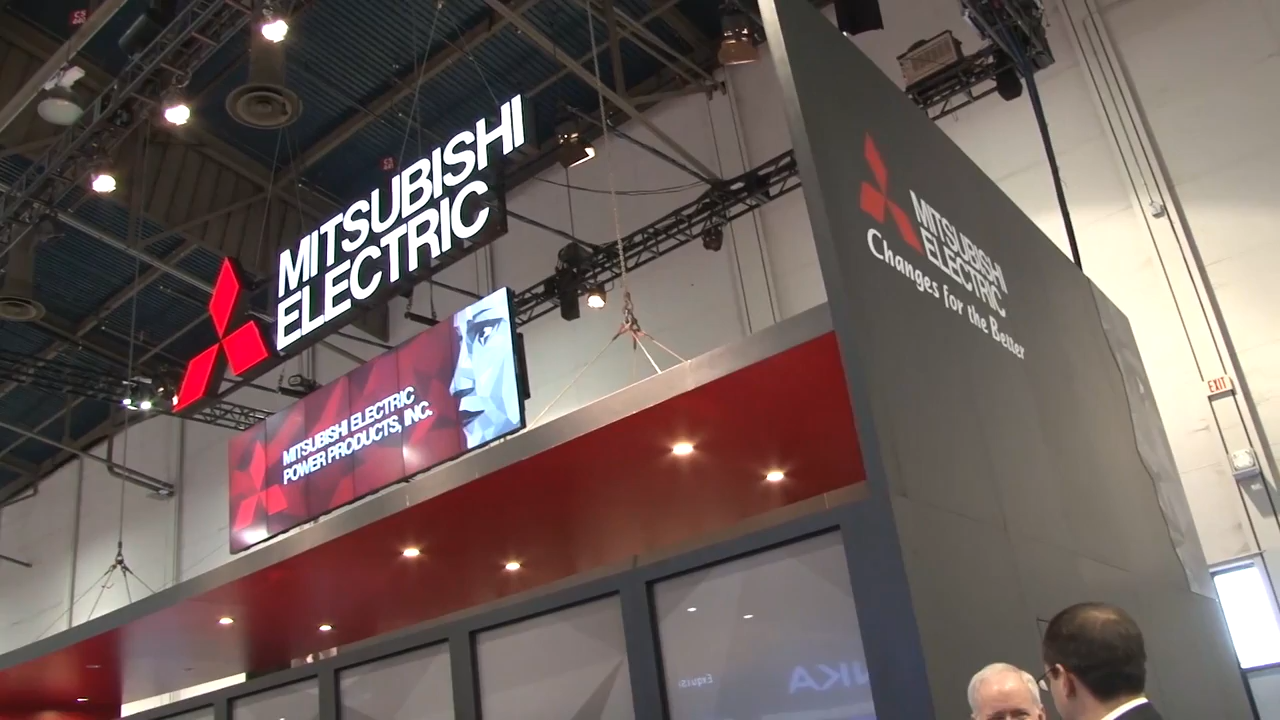 MITSUBISHI
ELECTRIC
MITSUBISHI ELECTRIC
POWER PRODUCTS, INC.
MITSUBISHI
ELECTRIC
Changes for the Better
EXIT